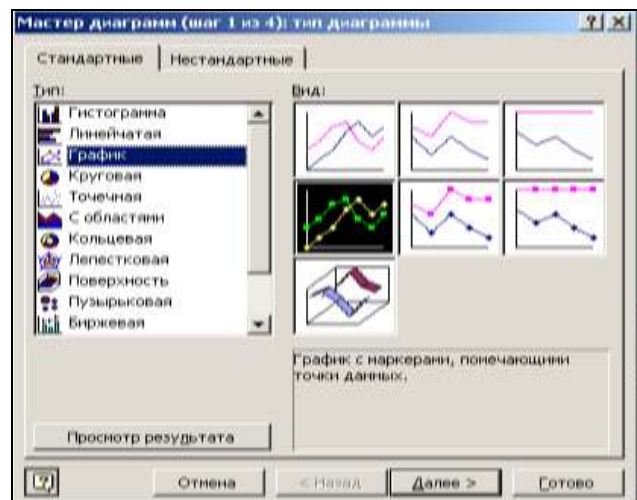 Мастер диаграмм (шаг 1 из 4): тип диаграммы
Стандартные
Нестандартные
Тип:
Гистограмма
Линейчатая
График
Круговая
Точечная
С областями
Кольцевая
Лепестковая
Поверхность
Пузырьковая
Биржевая
Вид:
График с маркерами, помечающими
точки данных.
Просмотр результата
Отмена
< Назад
Далее >
Готово